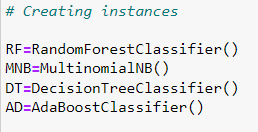 # Creating instances
RF=RandomForestClassifier()
MNB=MultinomialNB()
DT=DecisionTreeClassifier()
AD=AdaBoostClassifier()